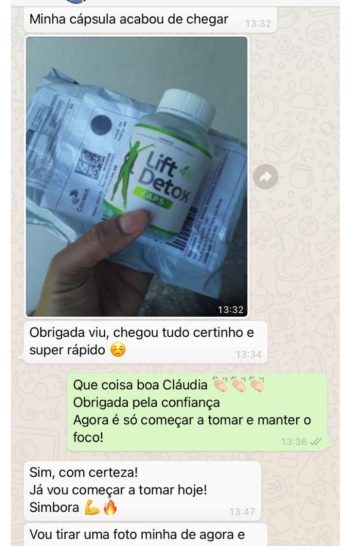 Minha cápsula acabou de chegar
13:32
Lift
Detox
CAPS
Correios
13:32
Obrigada viu, chegou tudo certinho e
super rápido ☺️
13:34
Que coisa boa Cláudia 👏🏻👏🏻👏🏻
Obrigada pela confiança
Agora é só começar a tomar e manter o
foco!
13:36
Sim, com certeza!
Já vou começar a tomar hoje!
Simbora 💪🔥
13:47
Vou tirar uma foto minha de agora e